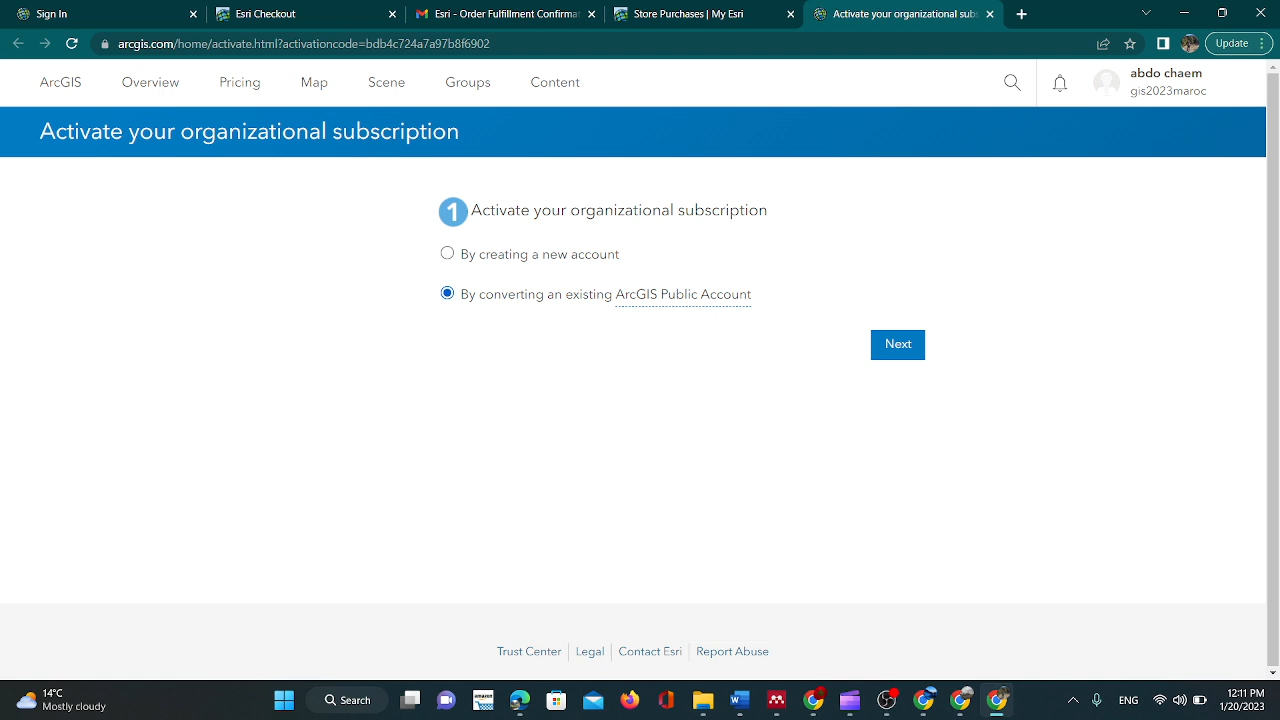 Sign In
Esri Checkout
Esri - Order Fulfillment Confirmat
Store Purchases | My Esri
Activate your organizational subs
arcgis.com/home/activate.html?activationcode=bdb4c724a7a97b8f6902
Update
ArcGIS Overview Pricing Map Scene Groups Content
abdo chaem
gis2023maroc
Activate your organizational subscription
1 Activate your organizational subscription
By creating a new account
By converting an existing ArcGIS Public Account
Next
Trust Center Legal Contact Esri Report Abuse
14°C
Mostly cloudy
Search
ENG
12:11 PM
1/20/2023